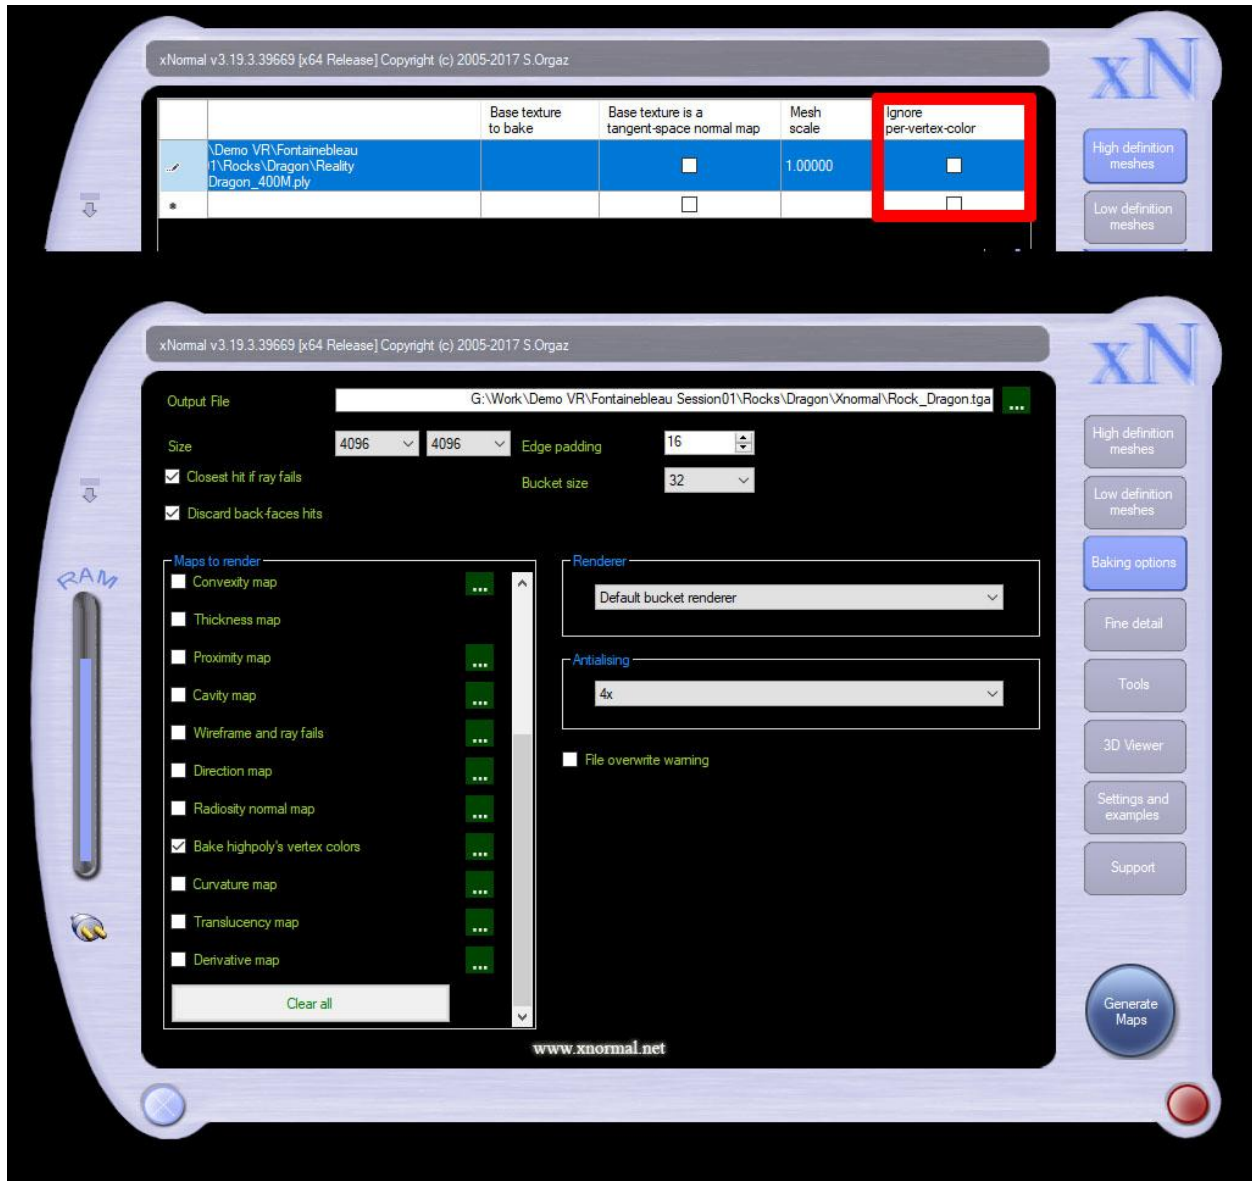 xNormal v3.19.3.39669 [x64 Release] Copyright (c) 2005-2017 S.Orgaz
xN
Base texture
to bake
Base texture is a
tangent-space normal map
Mesh
scale
Ignore
per-vertex-color
\Demo VR\Fontainebleau
01\Rocks\Dragon\Reality
Dragon_400M.ply
1.00000
High definition
meshes
Low definition
meshes
xNormal v3.19.3.39669 [x64 Release] Copyright (c) 2005-2017 S.Orgaz
xN
Output File
G:\Work\Demo VR\Fontainebleau Session01\Rocks\Dragon\Xnormal\Rock_Dragon.tga
...
Size
4096
4096
Edge padding
16
Closest hit if ray fails
Bucket size
32
Discard back-faces hits
RAM
Maps to render
Convexity map
...
Thickness map
Proximity map
...
Cavity map
...
Wireframe and ray fails
...
Direction map
...
Radiosity normal map
...
Bake highpoly's vertex colors
...
Curvature map
...
Translucency map
...
Derivative map
...
Clear all
Renderer
Default bucket renderer
Antialising
4x
File overwrite warning
High definition
meshes
Low definition
meshes
Baking options
Fine detail
Tools
3D Viewer
Settings and
examples
Support
Generate
Maps
www.xnormal.net